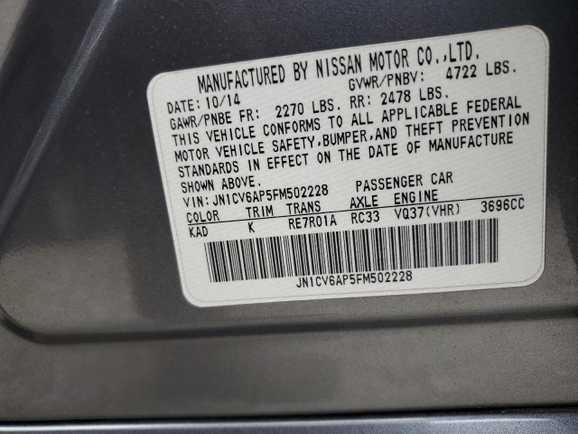 MANUFACTURED BY NISSAN MOTOR CO.,LTD.
DATE: 10/14 GVWR/PNBV: 4722 LBS.
GAWR/PNBE FR: 2270 LBS. RR: 2478 LBS.
THIS VEHICLE CONFORMS TO ALL APPLICABLE FEDERAL
MOTOR VEHICLE SAFETY,BUMPER,AND THEFT PREVENTION
STANDARDS IN EFFECT ON THE DATE OF MANUFACTURE
SHOWN ABOVE.
VIN: JN1CV6AP5FM502228 PASSENGER CAR
COLOR TRIM TRANS AXLE ENGINE
KAD K RE7R01A RC33 VQ37(VHR) 3696CC
JN1CV6AP5FM502228